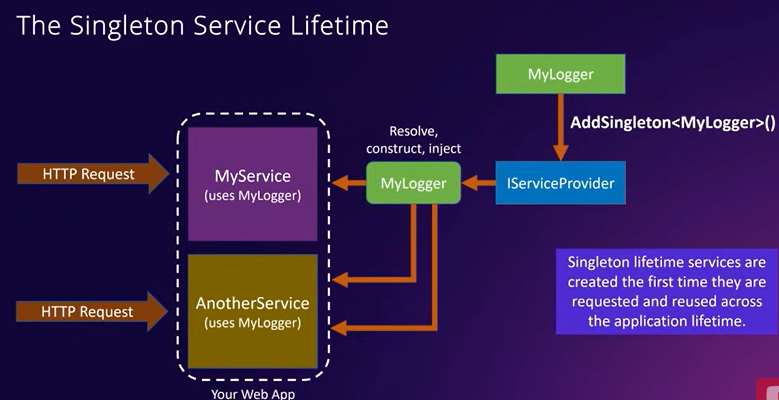 The Singleton Service Lifetime
MyLogger
AddSingleton<MyLogger>()
Resolve,
construct, inject
HTTP Request
MyService
(uses MyLogger)
MyLogger
IServiceProvider
HTTP Request
AnotherService
(uses MyLogger)
Singleton lifetime services are
created the first time they are
requested and reused across
the application lifetime.
Your Web App